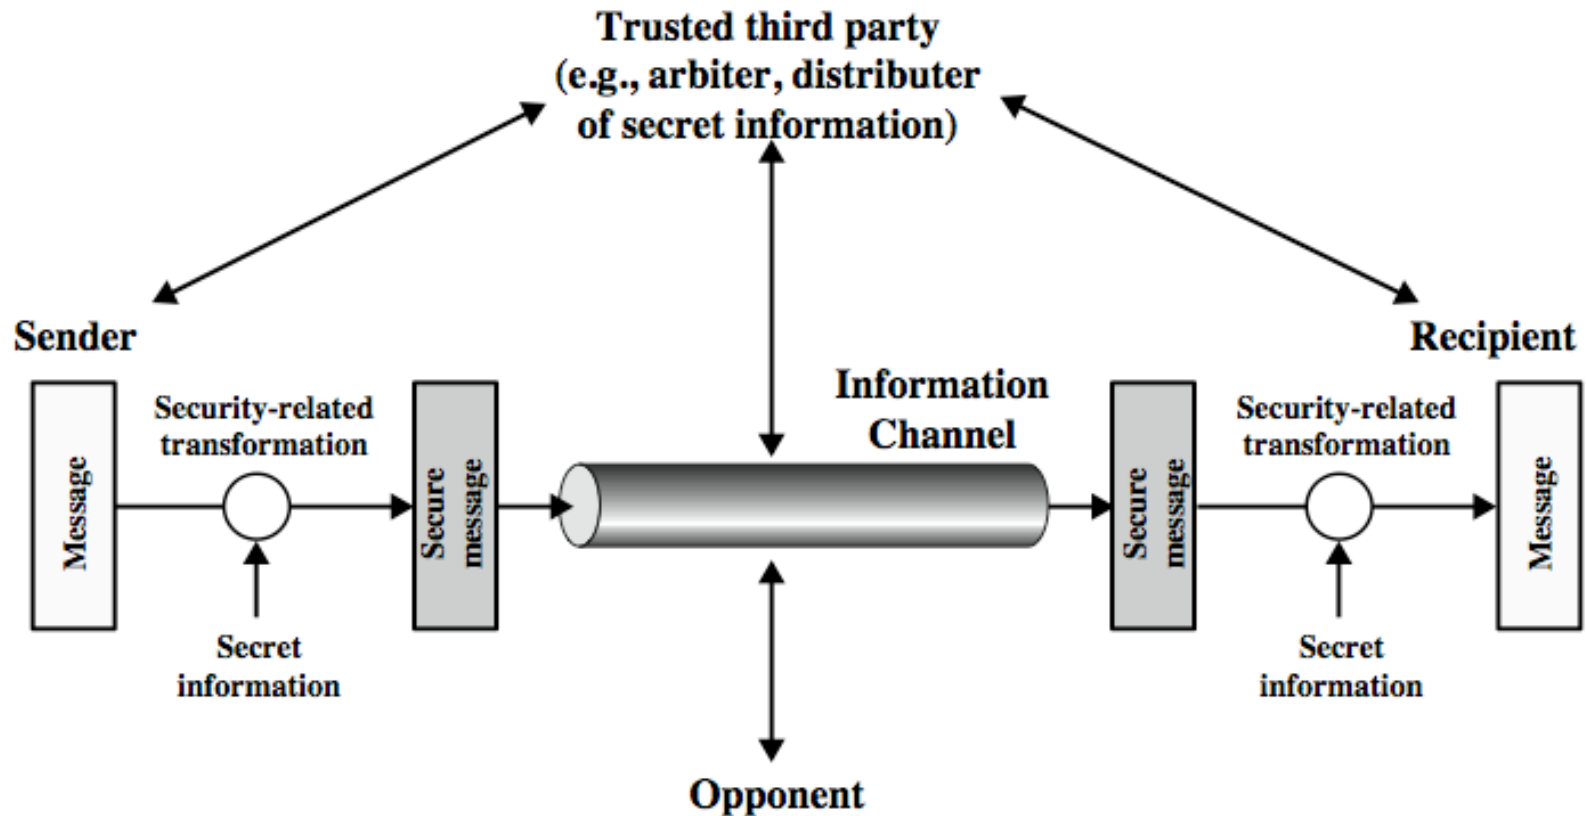 Trusted third party
(e.g., arbiter, distributer
of secret information)
Sender
Recipient
Information
Channel
Security-related
transformation
Security-related
transformation
Message
Secure
message
Secure
message
Message
Secret
information
Secret
information
Opponent